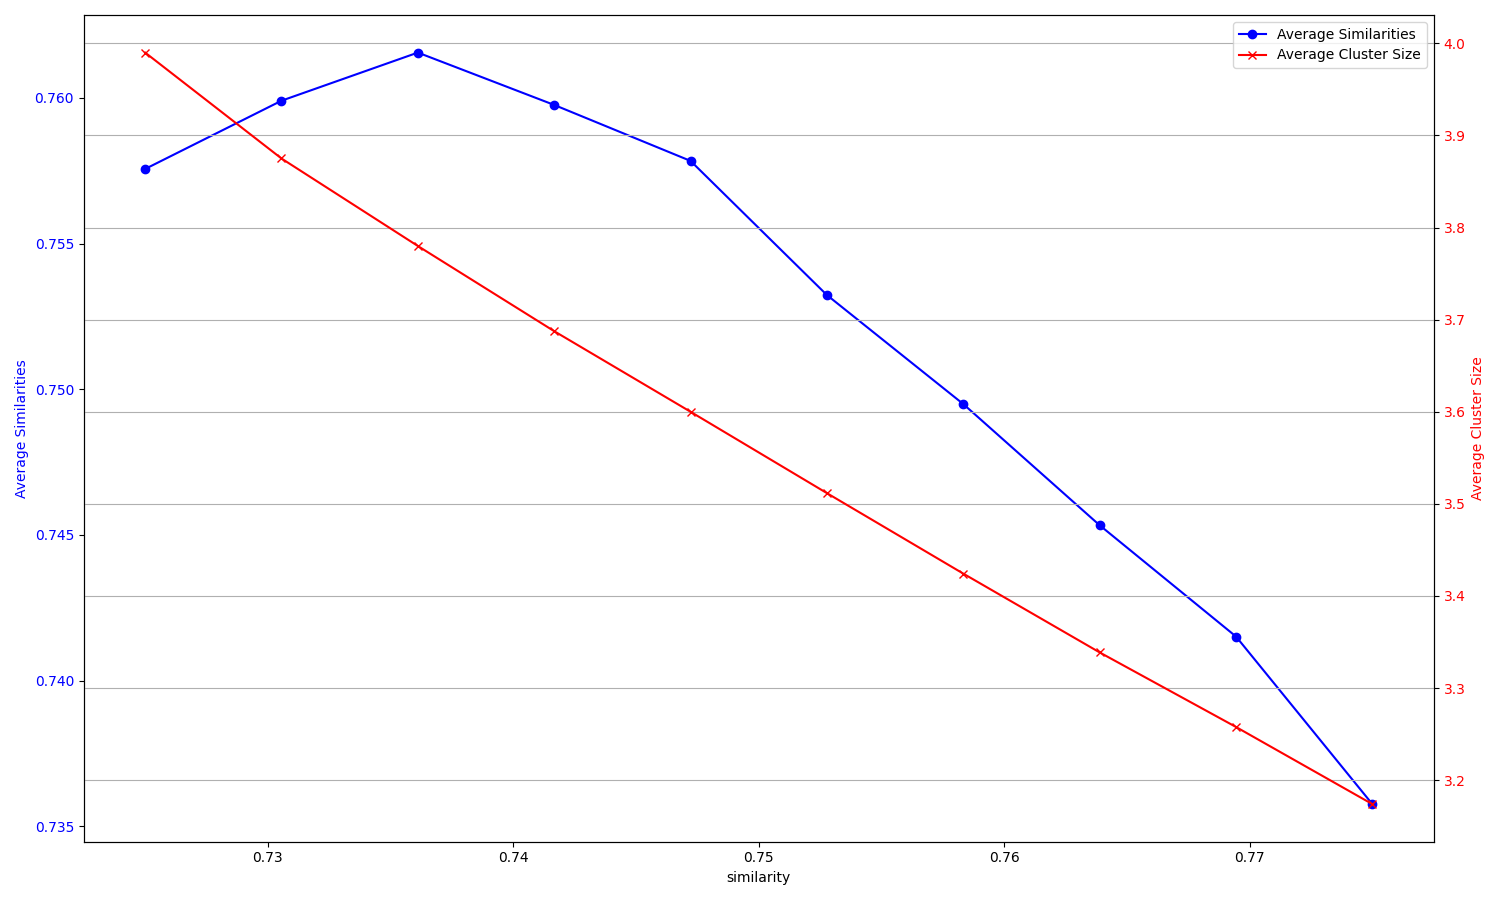 Average Similarities
Average Cluster Size
0.760
0.755
0.750
0.745
0.740
0.735
Average Similarities
4.0
3.9
3.8
3.7
3.6
3.5
3.4
3.3
3.2
Average Cluster Size
0.73 0.74 0.75 0.76 0.77
similarity